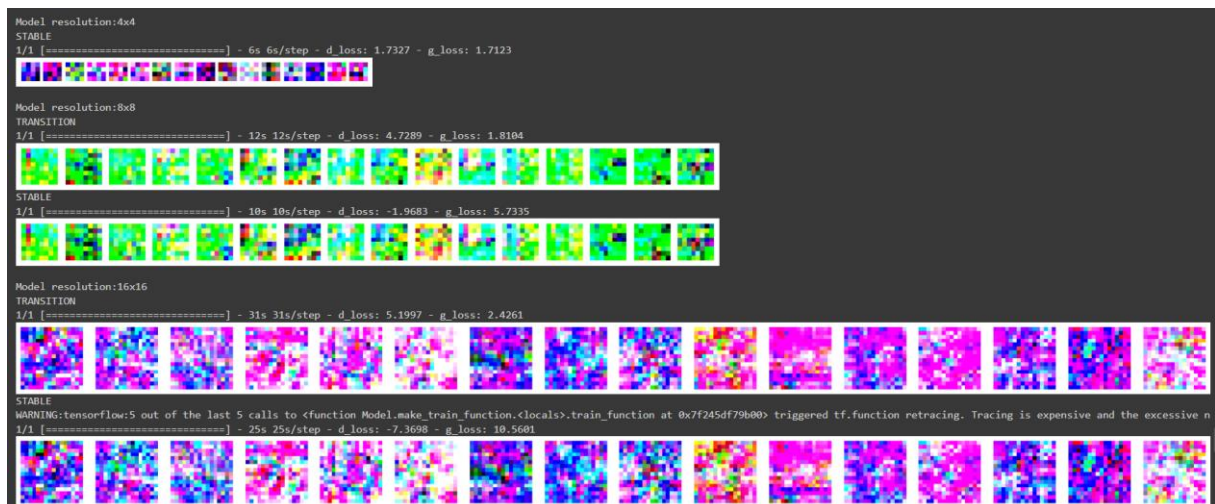 Model resolution:4x4
STABLE
1/1 [==============================] - 6s 6s/step - d_loss: 1.7327 - g_loss: 1.7123
Model resolution:8x8
TRANSITION
1/1 [==============================] - 12s 12s/step - d_loss: 4.7289 - g_loss: 1.8104
STABLE
1/1 [==============================] - 10s 10s/step - d_loss: -1.9683 - g_loss: 5.7335
Model resolution:16x16
TRANSITION
1/1 [==============================] - 31s 31s/step - d_loss: 5.1997 - g_loss: 2.4261
STABLE
WARNING:tensorflow:5 out of the last 5 calls to <function Model.make_train_function.<locals>.train_function at 0x7f245df79b00> triggered tf.function retracing. Tracing is expensive and the excessive n
1/1 [==============================] - 25s 25s/step - d_loss: -7.3698 - g_loss: 10.5601